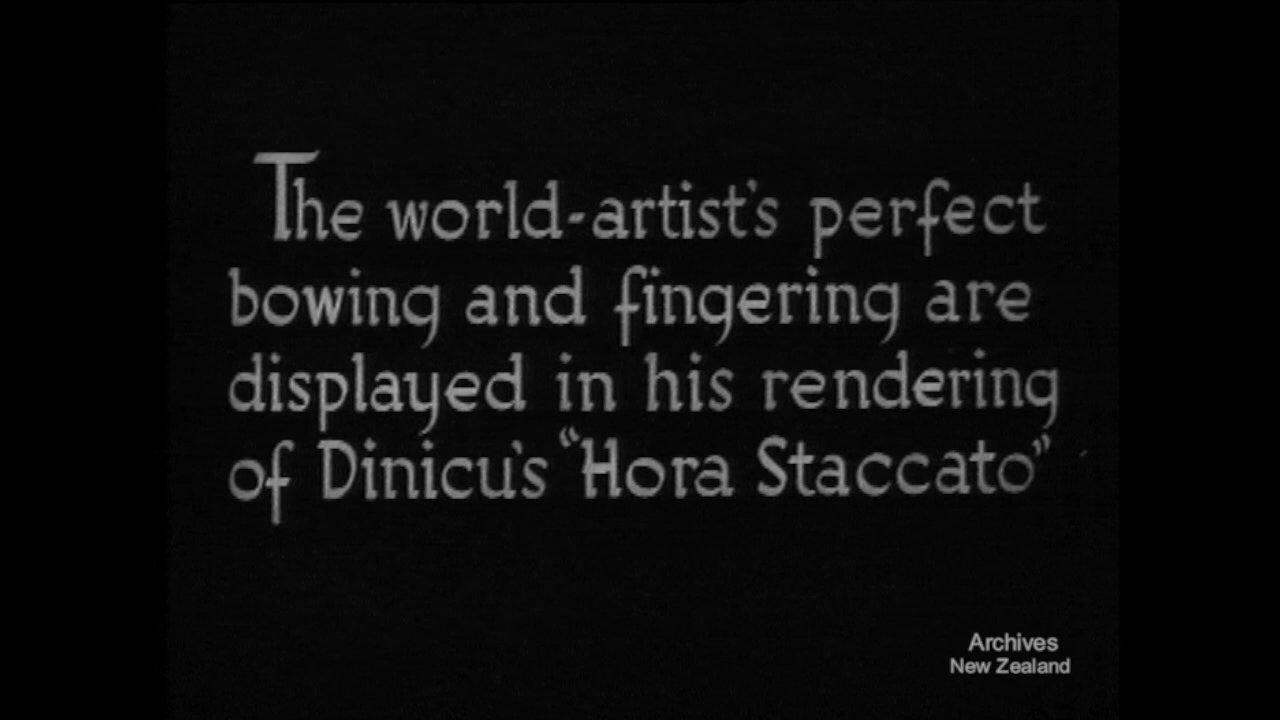 The world-artist's perfect
bowing and fingering are
displayed in his rendering
of Dinicu's "Hora Staccato"
Archives
New Zealand